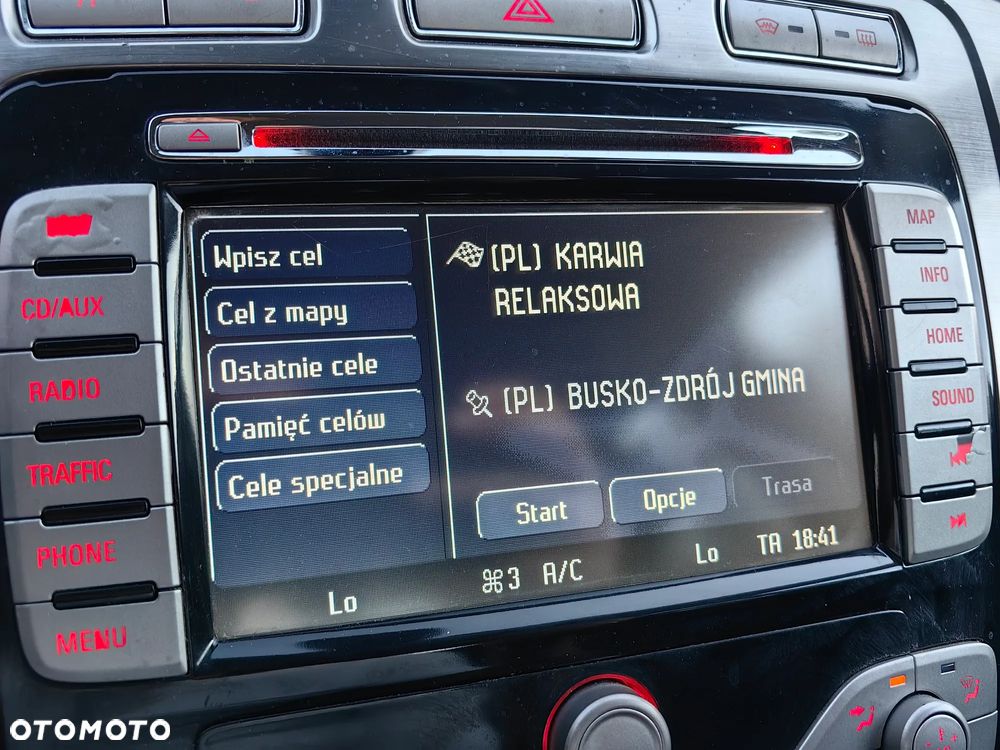 CD/AUX
RADIO
TRAFFIC
PHONE
MENU
Wpisz cel
Cel z mapy
Ostatnie cele
Pamięć celów
Cele specjalne
(PL) KARWIA
RELAKSOWA
(PL) BUSKO-ZDRÓJ GMINA
Start
Opcje
Trasa
Lo
3 A/C
Lo
TA 18:41
MAP
INFO
HOME
SOUND
OTOMOTO